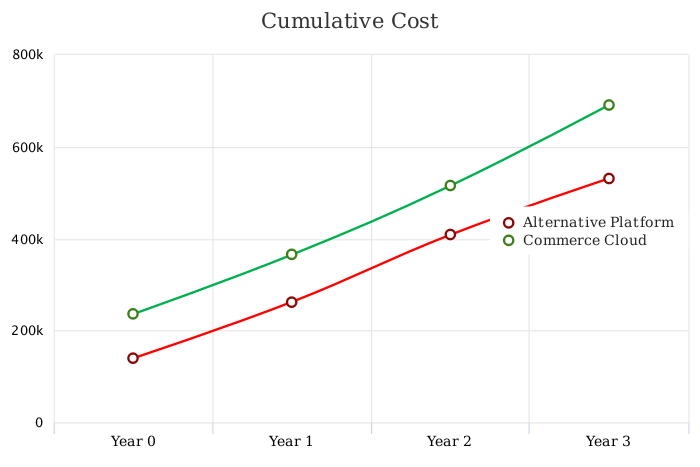 Cumulative Cost
800k
600k
400k
200k
0
Alternative Platform
Commerce Cloud
Year 0
Year 1
Year 2
Year 3